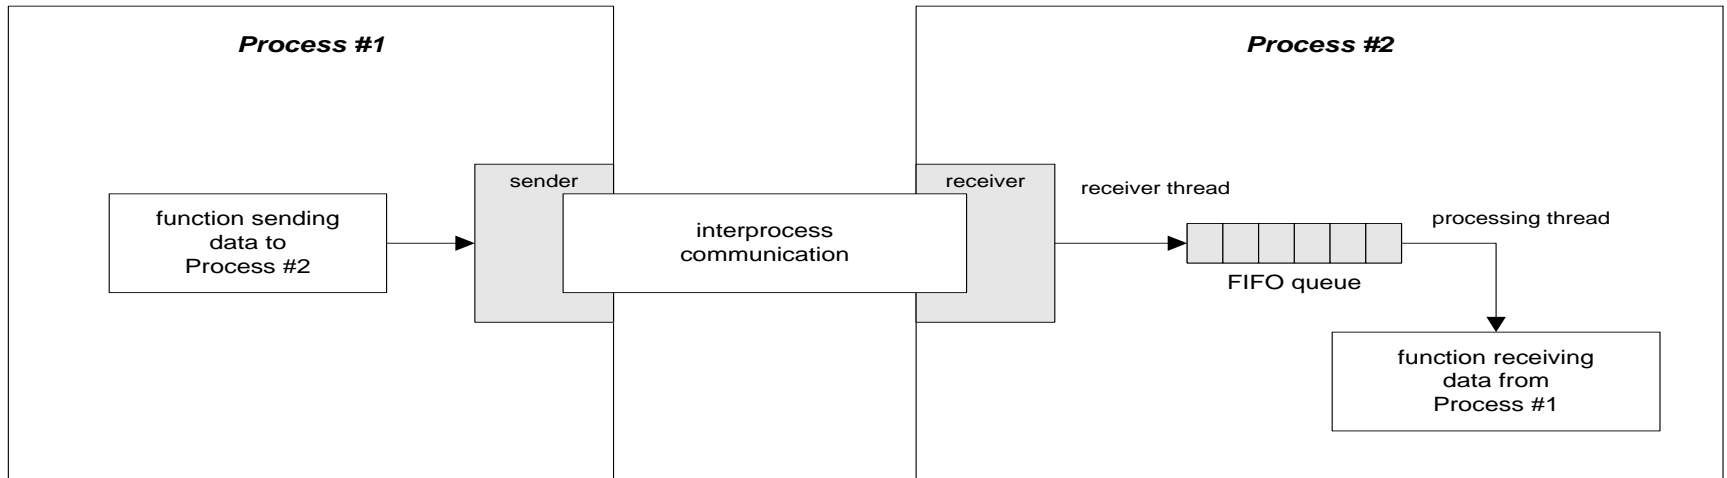 Process #1
Process #2
sender
function sending
data to
Process #2
interprocess
communication
receiver
receiver thread
processing thread
FIFO queue
function receiving
data from
Process #1